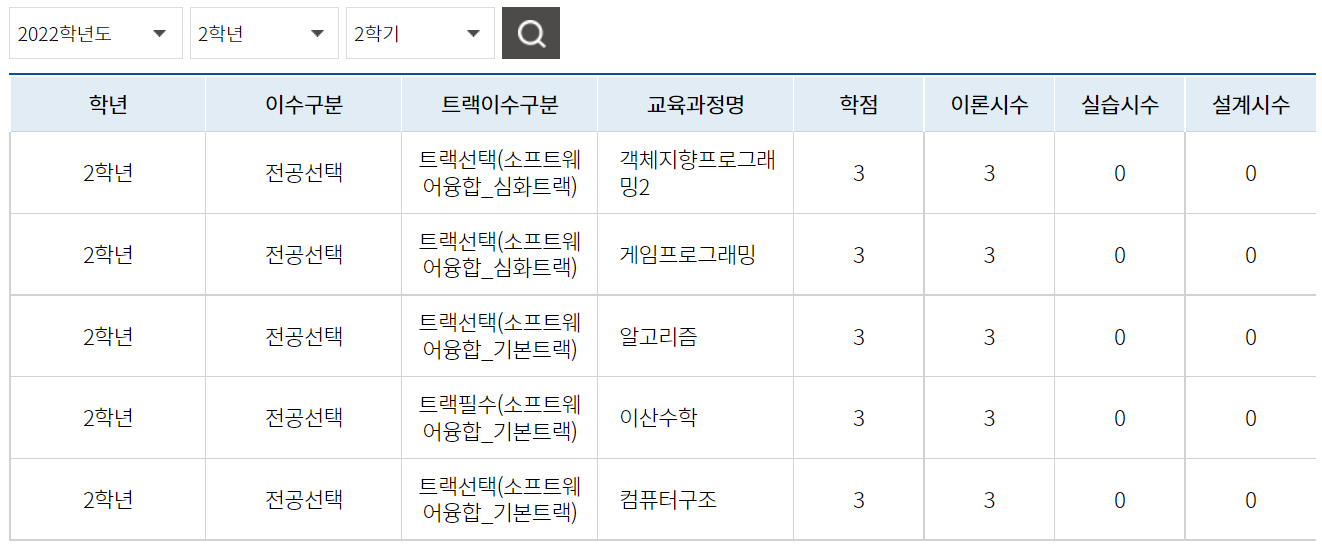 2022학년도 2학년 2학기
학년 이수구분 트랙이수구분 교육과정명 학점 이론시수 실습시수 설계시수
2학년 전공선택 트랙선택(소프트웨
어융합_심화트랙) 객체지향프로그래
밍2 3 3 0 0
2학년 전공선택 트랙선택(소프트웨
어융합_심화트랙) 게임프로그래밍 3 3 0 0
2학년 전공선택 트랙선택(소프트웨
어융합_기본트랙) 알고리즘 3 3 0 0
2학년 전공선택 트랙필수(소프트웨
어융합_기본트랙) 이산수학 3 3 0 0
2학년 전공선택 트랙선택(소프트웨
어융합_기본트랙) 컴퓨터구조 3 3 0 0